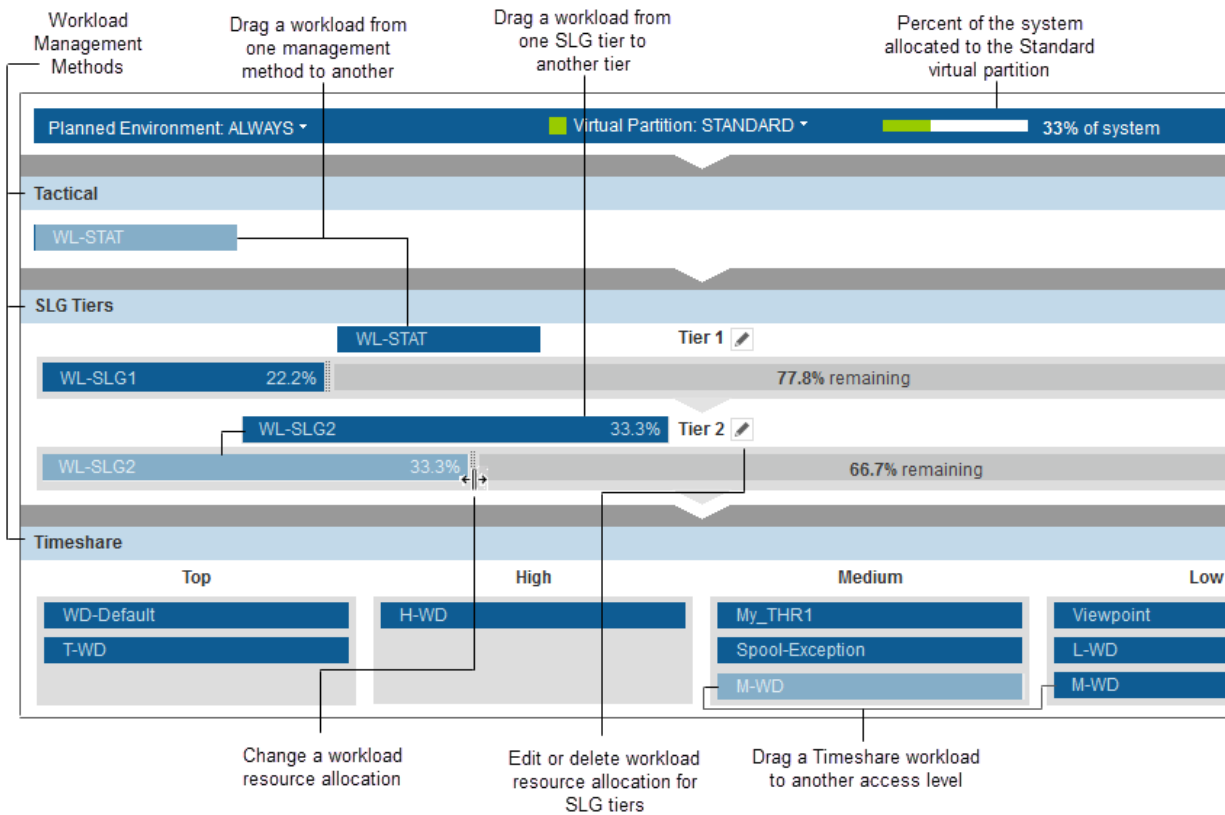 Workload
Management
Methods
Drag a workload from
one management
method to another
Drag a workload from
one SLG tier to
another tier
Percent of the system
allocated to the Standard
virtual partition
Planned Environment: ALWAYS
Virtual Partition: STANDARD
33% of system
Tactical
WL-STAT
SLG Tiers
WL-STAT
Tier 1
WL-SLG1 22.2%
77.8% remaining
WL-SLG2 33.3%
Tier 2
WL-SLG2 33.3%
66.7% remaining
Timeshare
Top
High
Medium
Low
WD-Default
H-WD
My_THR1
Viewpoint
T-WD
Spool-Exception
L-WD
M-WD
M-WD
Change a workload
resource allocation
Edit or delete workload
resource allocation for
SLG tiers
Drag a Timeshare workload
to another access level